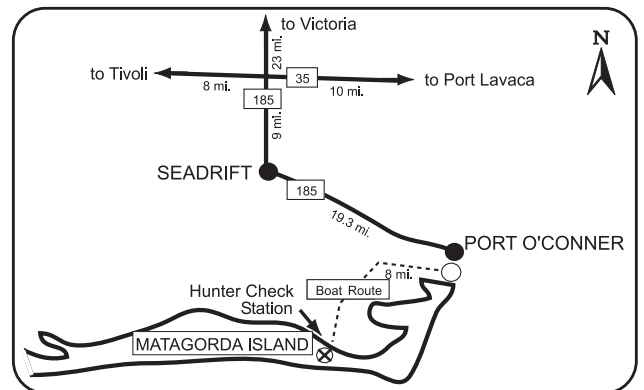 to Victoria
23 mi.
N
to Tivoli
35
to Port Lavaca
8 mi.
10 mi.
185
9 mi.
SEADRIFT
185
19.3 mi.
PORT O'CONNER
8 mi.
Boat Route
Hunter Check
Station
MATAGORDA ISLAND